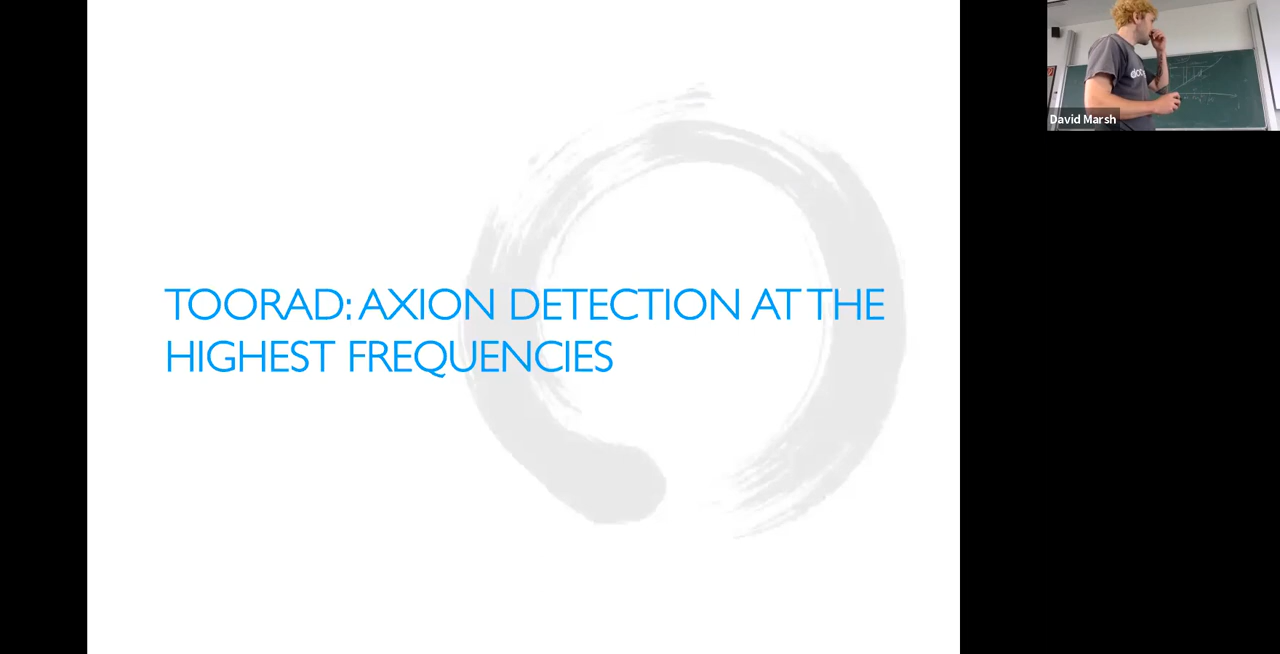 TOORAD: AXION DETECTION AT THE
HIGHEST FREQUENCIES
David Marsh